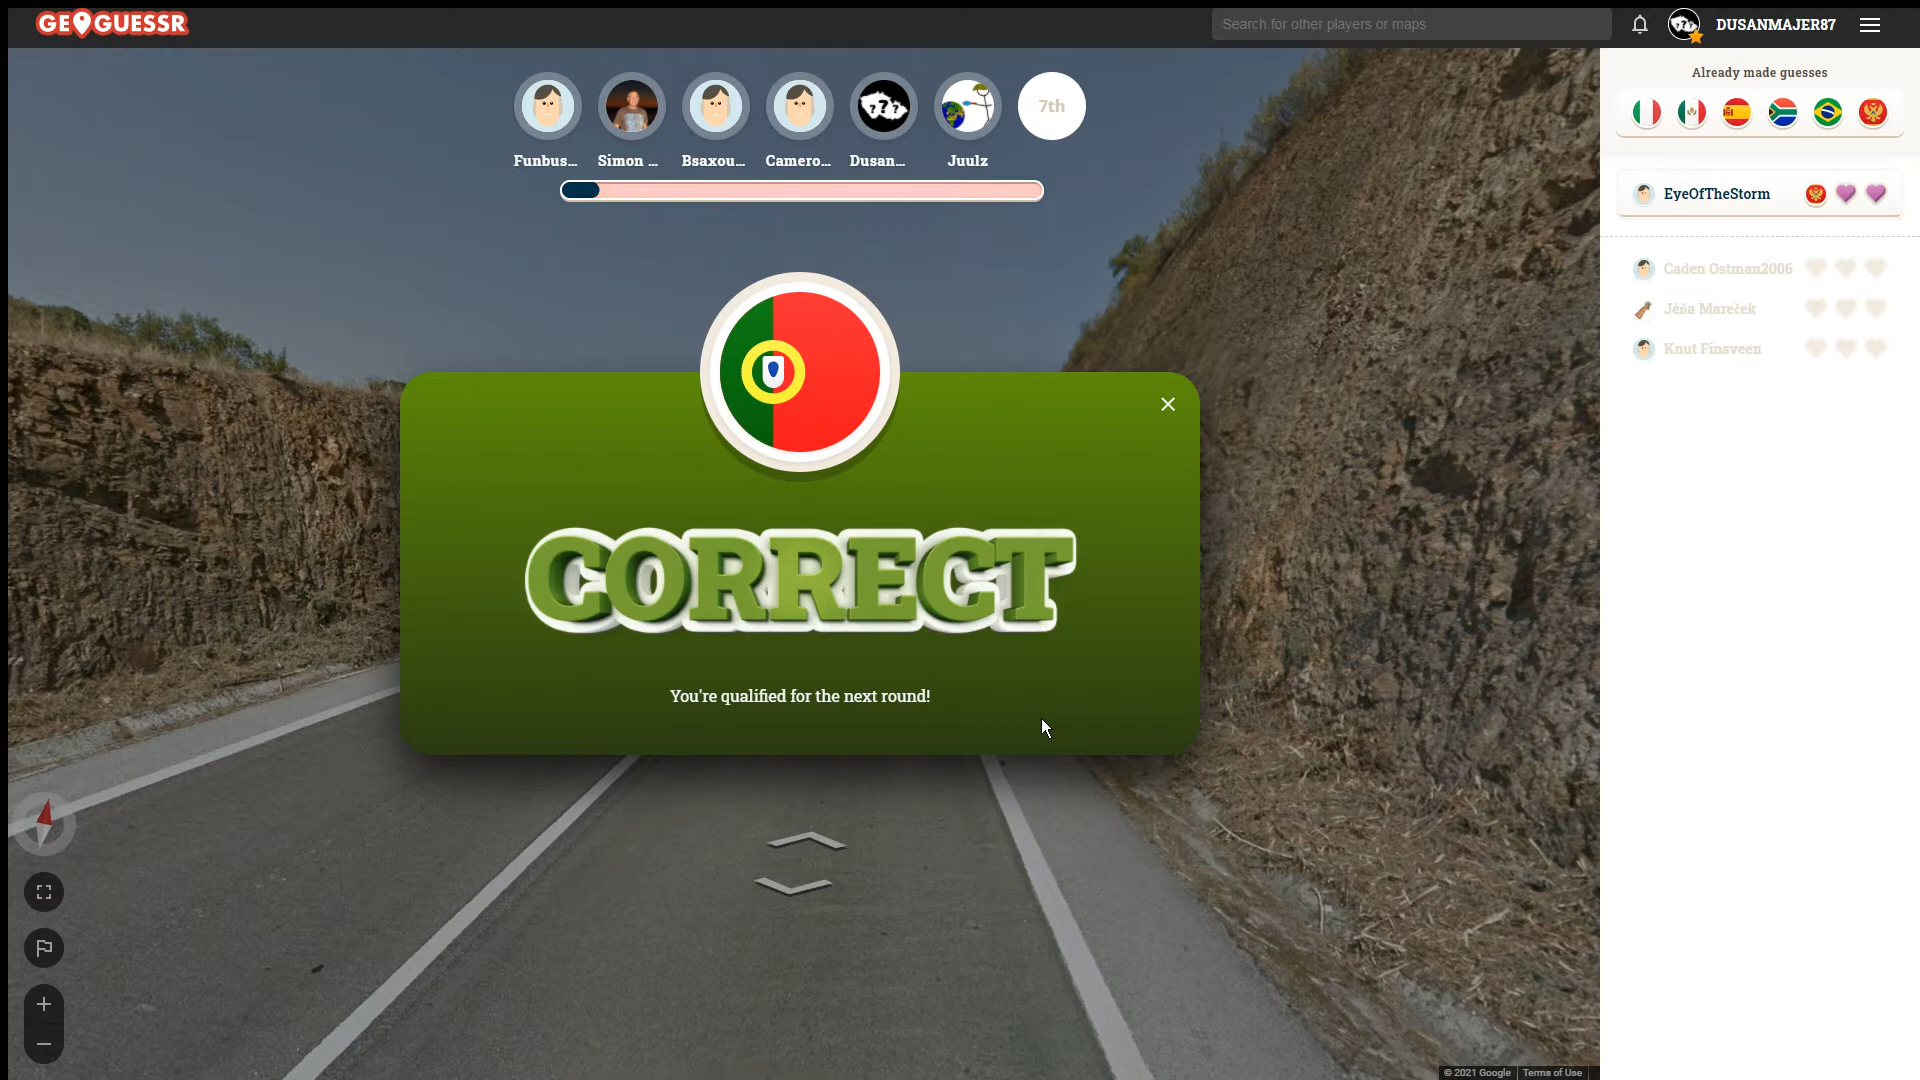 GEOGUESSR
Search for other players or maps
DUSANMAJER87
Already made guesses
7th
Funbus...
Simon ...
Bsaxou...
Camero...
Dusan...
Juulz
EyeOfTheStorm
Caden Ostman2006
Jéňa Mareček
Knut Finsveen
CORRECT
You're qualified for the next round!
© 2021 Google
Terms of Use